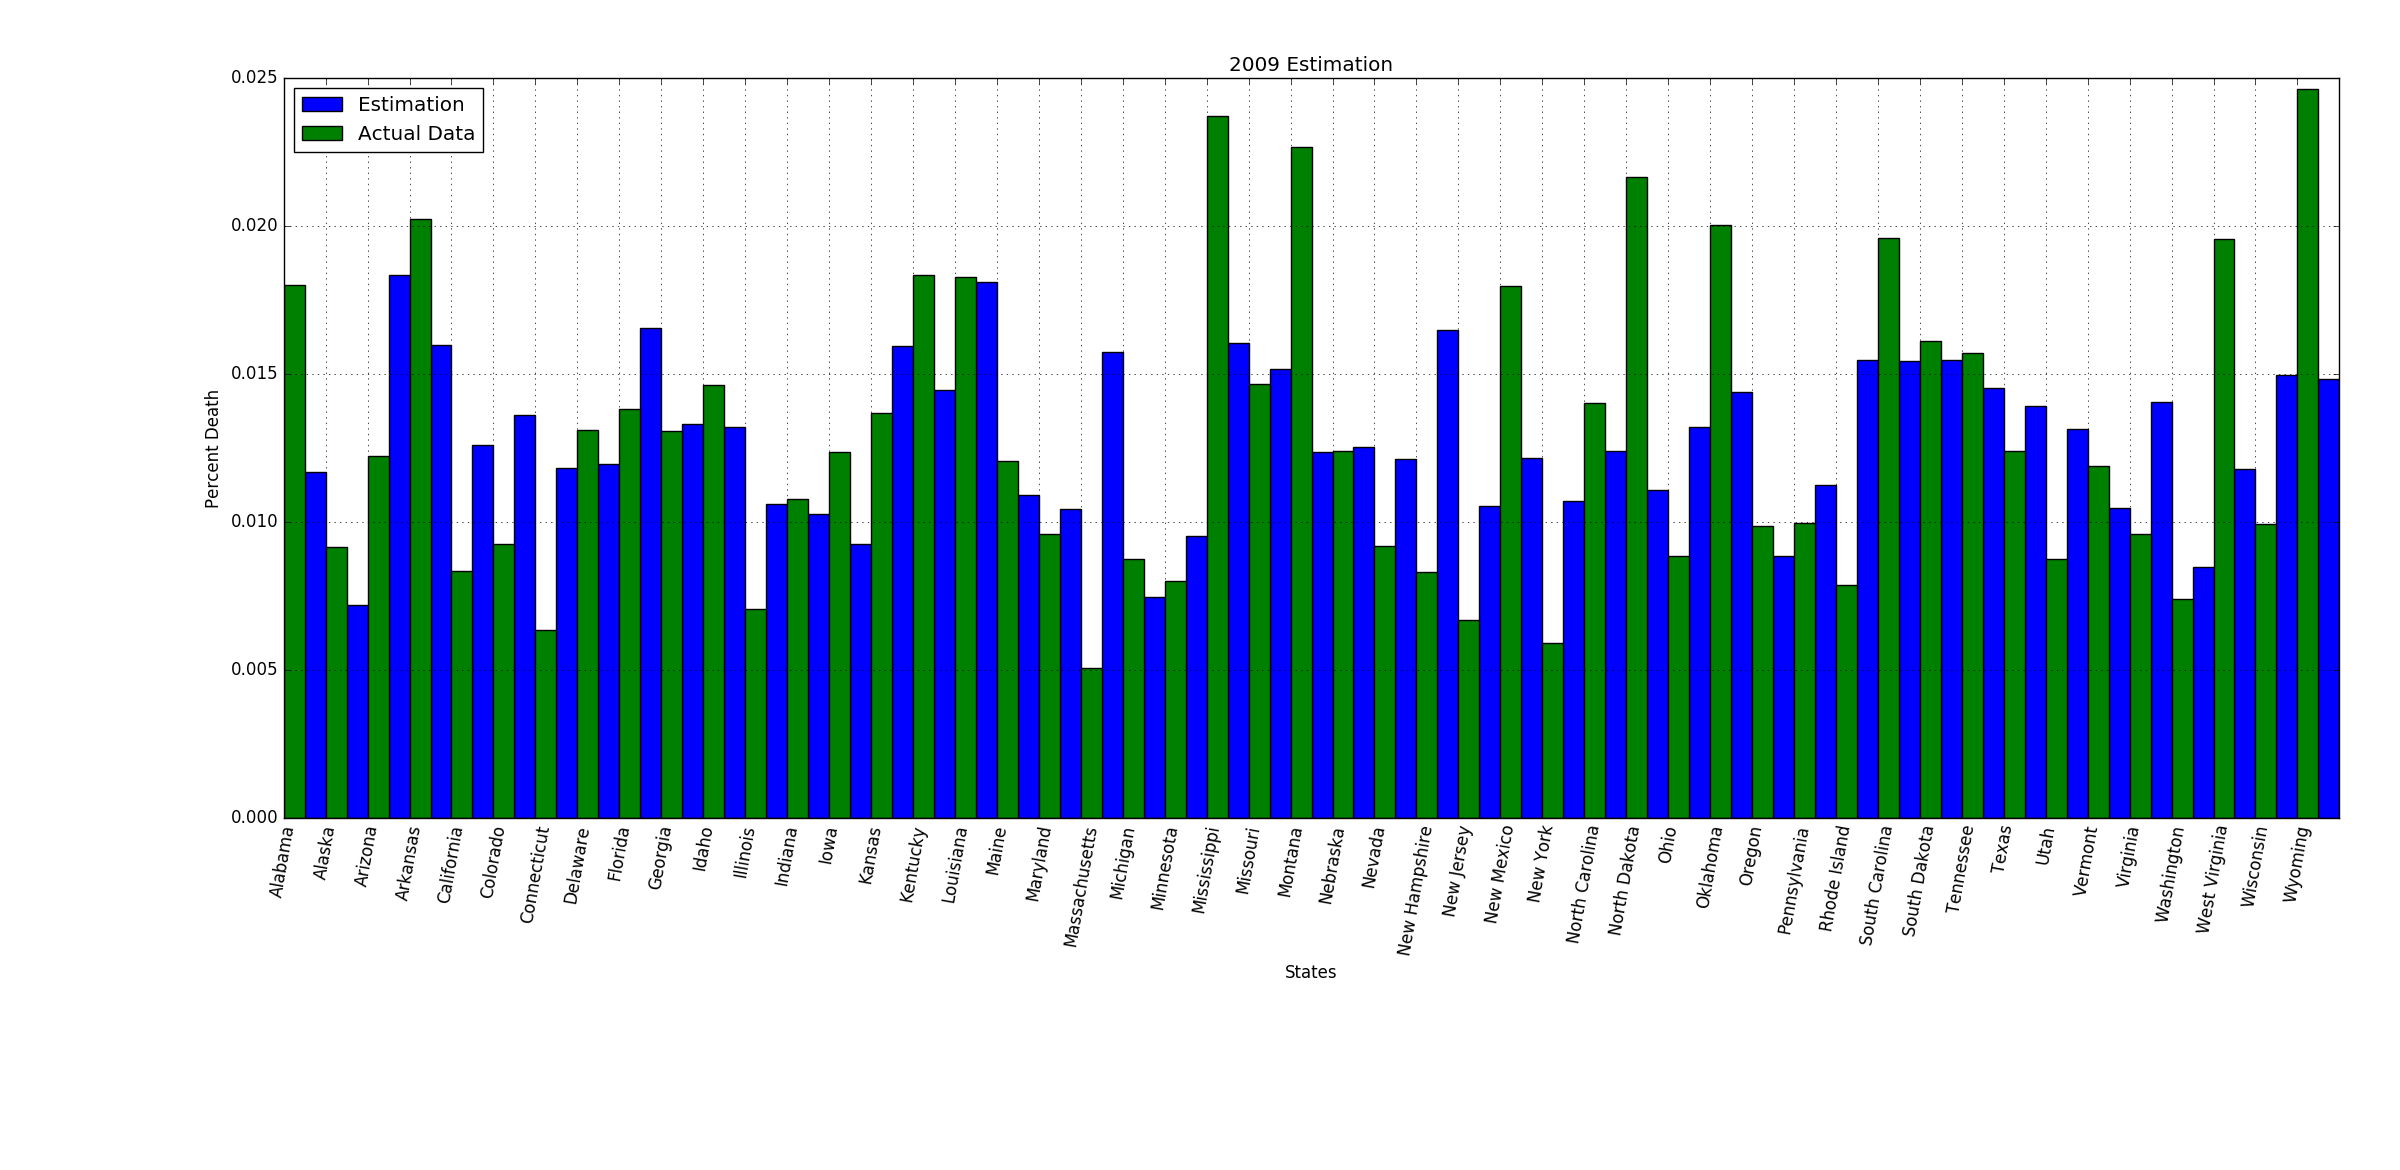 2009 Estimation
Estimation
Actual Data
0.025
0.020
0.015
0.010
0.005
0.000
Percent Death
Alabama
Alaska
Arizona
Arkansas
California
Colorado
Connecticut
Delaware
Florida
Georgia
Idaho
Illinois
Indiana
Iowa
Kansas
Kentucky
Louisiana
Maine
Maryland
Massachusetts
Michigan
Minnesota
Mississippi
Missouri
Montana
Nebraska
Nevada
New Hampshire
New Jersey
New Mexico
New York
North Carolina
North Dakota
Ohio
Oklahoma
Oregon
Pennsylvania
Rhode Island
South Carolina
South Dakota
Tennessee
Texas
Utah
Vermont
Virginia
Washington
West Virginia
Wisconsin
Wyoming
States